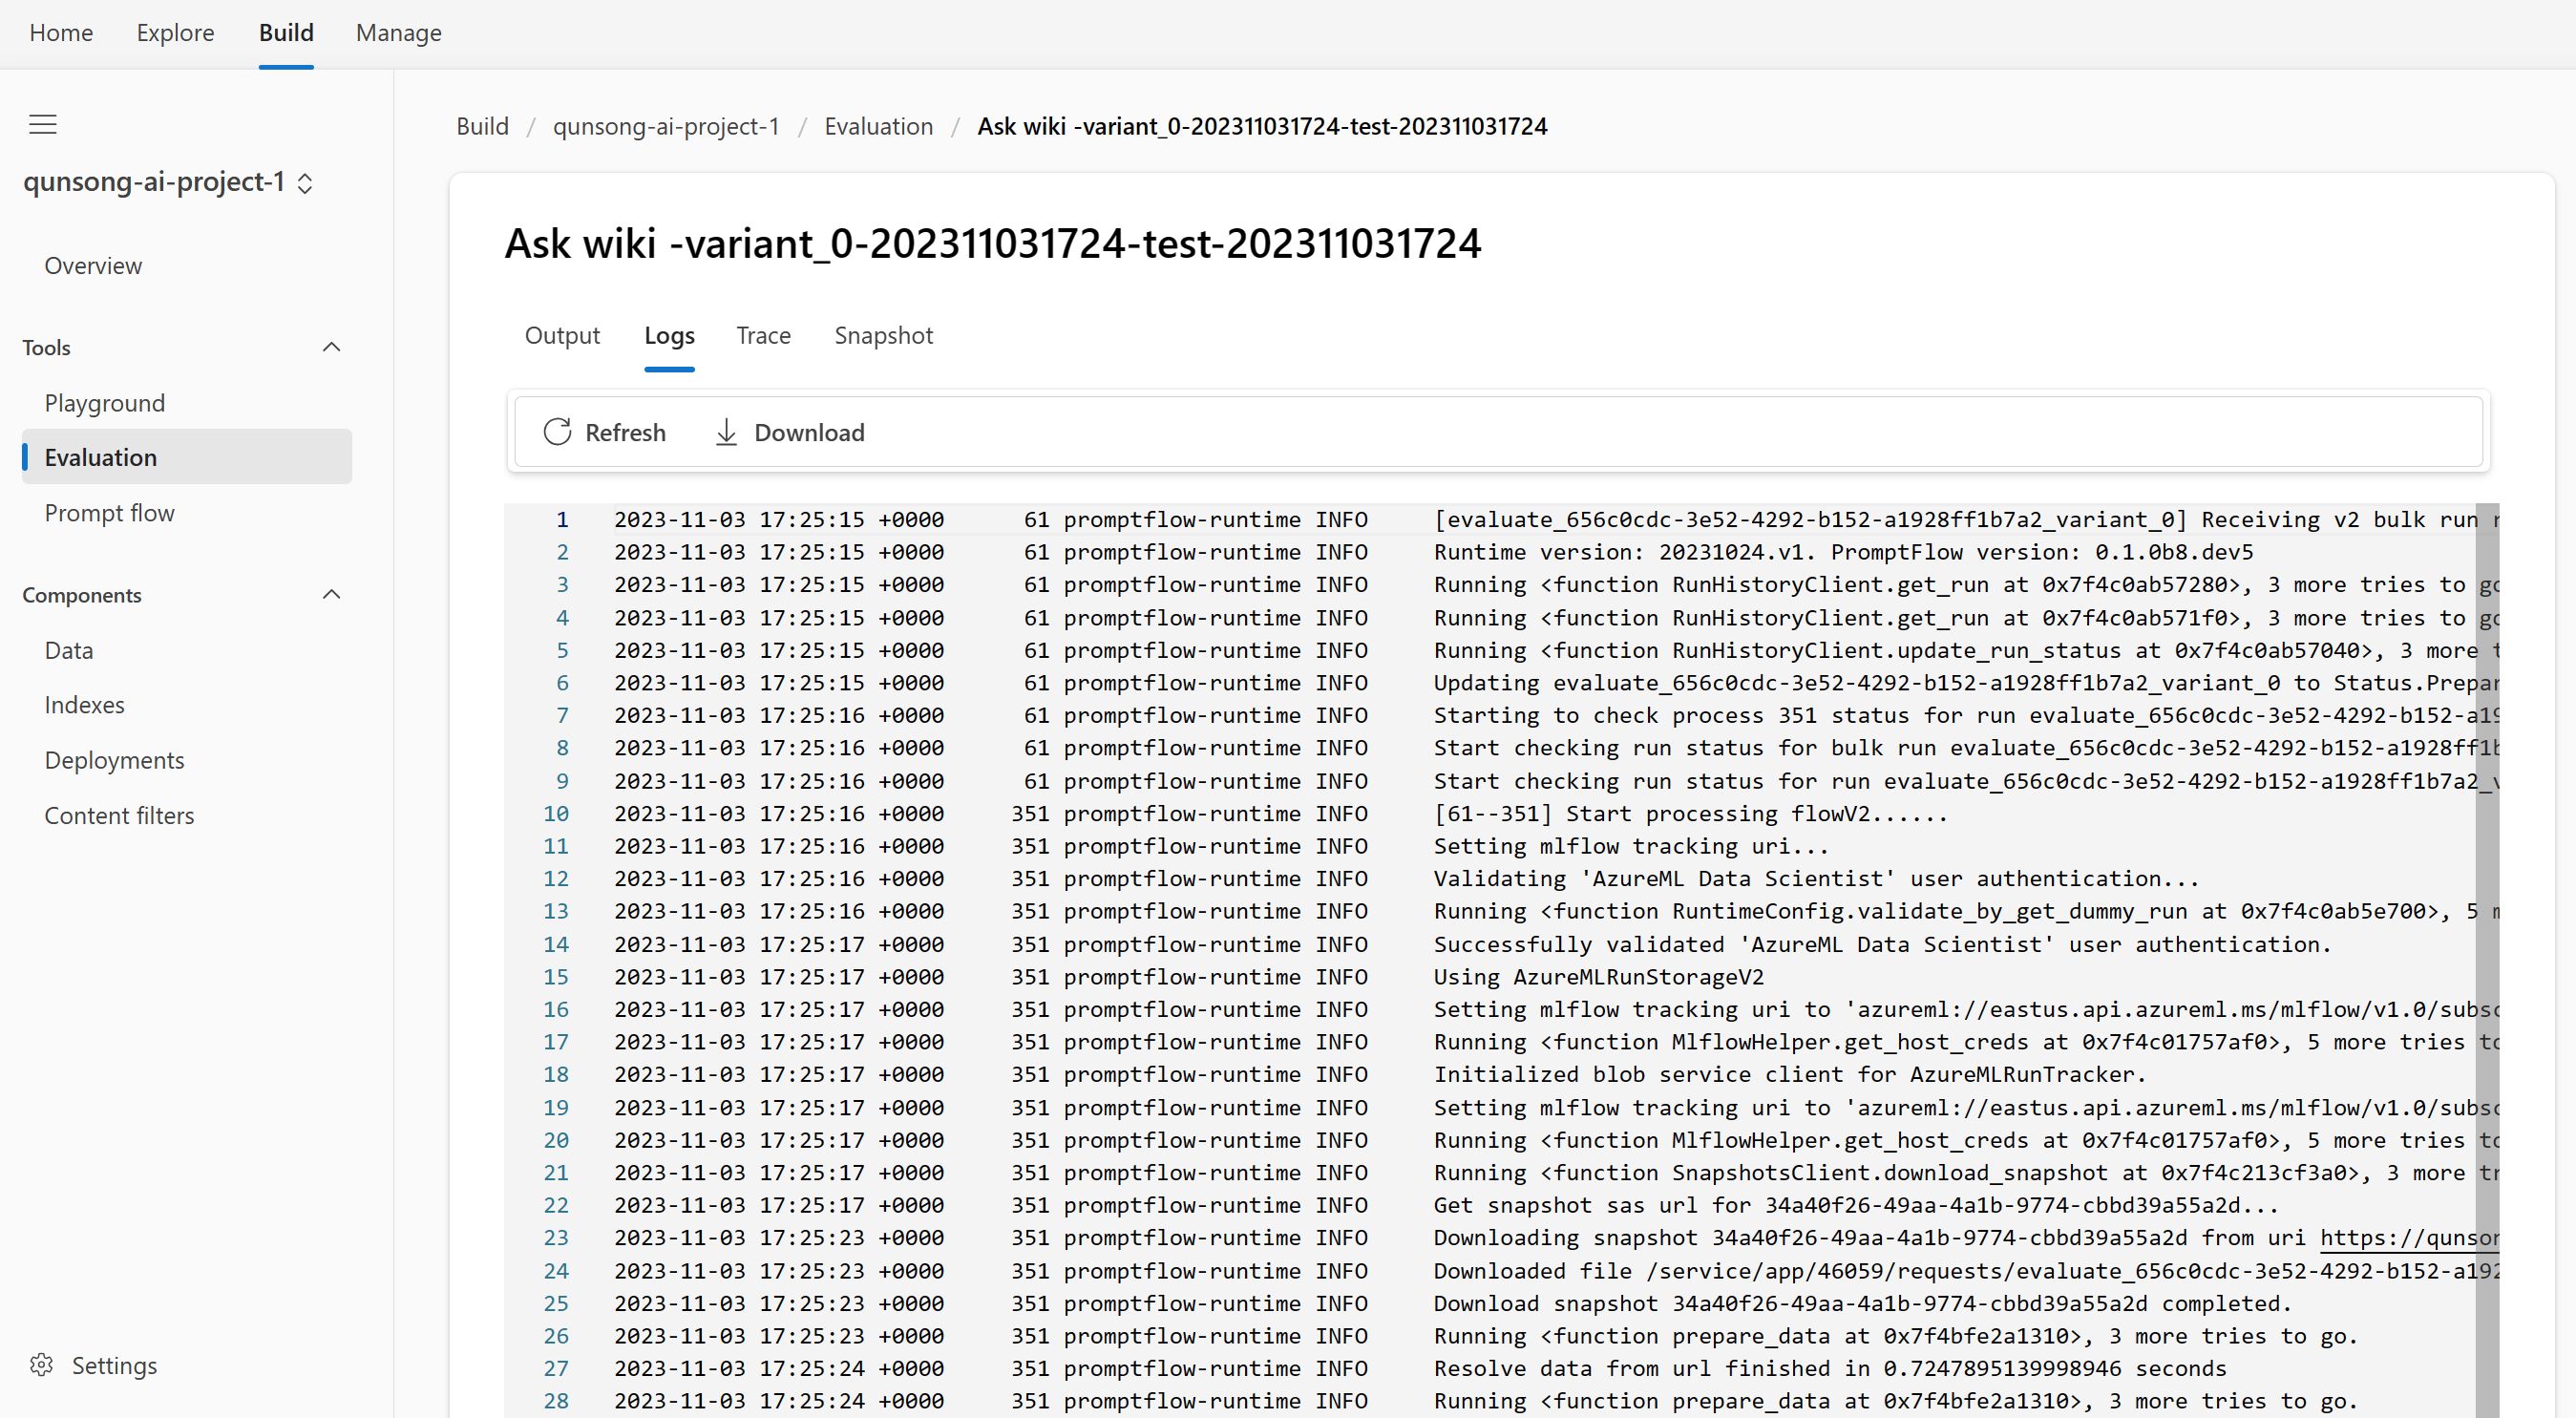 Home Explore Build Manage
qunsong-ai-project-1
Overview
Tools
Playground
Evaluation
Prompt flow
Components
Data
Indexes
Deployments
Content filters
Settings
Build / qunsong-ai-project-1 / Evaluation / Ask wiki -variant_0-202311031724-test-202311031724
Ask wiki -variant_0-202311031724-test-202311031724
Output Logs Trace Snapshot
Refresh Download
1 2023-11-03 17:25:15 +0000 61 promptflow-runtime INFO [evaluate_656c0cdc-3e52-4292-b152-a1928ff1b7a2_variant_0] Receiving v2 bulk run
2 2023-11-03 17:25:15 +0000 61 promptflow-runtime INFO Runtime version: 20231024.v1. PromptFlow version: 0.1.0b8.dev5
3 2023-11-03 17:25:15 +0000 61 promptflow-runtime INFO Running <function RunHistoryClient.get_run at 0x7f4c0ab57280>, 3 more tries to go
4 2023-11-03 17:25:15 +0000 61 promptflow-runtime INFO Running <function RunHistoryClient.get_run at 0x7f4c0ab571f0>, 3 more tries to go
5 2023-11-03 17:25:15 +0000 61 promptflow-runtime INFO Running <function RunHistoryClient.update_run_status at 0x7f4c0ab57040>, 3 more
6 2023-11-03 17:25:15 +0000 61 promptflow-runtime INFO Updating evaluate_656c0cdc-3e52-4292-b152-a1928ff1b7a2_variant_0 to Status.Prepar
7 2023-11-03 17:25:16 +0000 61 promptflow-runtime INFO Starting to check process 351 status for run evaluate_656c0cdc-3e52-4292-b152-a19
8 2023-11-03 17:25:16 +0000 61 promptflow-runtime INFO Start checking run status for bulk run evaluate_656c0cdc-3e52-4292-b152-a1928ff1b
9 2023-11-03 17:25:16 +0000 61 promptflow-runtime INFO Start checking run status for run evaluate_656c0cdc-3e52-4292-b152-a1928ff1b7a2_v
10 2023-11-03 17:25:16 +0000 351 promptflow-runtime INFO [61--351] Start processing flowV2......
11 2023-11-03 17:25:16 +0000 351 promptflow-runtime INFO Setting mlflow tracking uri...
12 2023-11-03 17:25:16 +0000 351 promptflow-runtime INFO Validating 'AzureML Data Scientist' user authentication...
13 2023-11-03 17:25:16 +0000 351 promptflow-runtime INFO Running <function RuntimeConfig.validate_by_get_dummy_run at 0x7f4c0ab5e700>, 5 m
14 2023-11-03 17:25:17 +0000 351 promptflow-runtime INFO Successfully validated 'AzureML Data Scientist' user authentication.
15 2023-11-03 17:25:17 +0000 351 promptflow-runtime INFO Using AzureMLRunStorageV2
16 2023-11-03 17:25:17 +0000 351 promptflow-runtime INFO Setting mlflow tracking uri to 'azureml://eastus.api.azureml.ms/mlflow/v1.0/subsc
17 2023-11-03 17:25:17 +0000 351 promptflow-runtime INFO Running <function MlflowHelper.get_host_creds at 0x7f4c01757af0>, 5 more tries to
18 2023-11-03 17:25:17 +0000 351 promptflow-runtime INFO Initialized blob service client for AzureMLRunTracker.
19 2023-11-03 17:25:17 +0000 351 promptflow-runtime INFO Setting mlflow tracking uri to 'azureml://eastus.api.azureml.ms/mlflow/v1.0/subsc
20 2023-11-03 17:25:17 +0000 351 promptflow-runtime INFO Running <function MlflowHelper.get_host_creds at 0x7f4c01757af0>, 5 more tries to
21 2023-11-03 17:25:17 +0000 351 promptflow-runtime INFO Running <function SnapshotsClient.download_snapshot at 0x7f4c213cf3a0>, 3 more tr
22 2023-11-03 17:25:17 +0000 351 promptflow-runtime INFO Get snapshot sas url for 34a40f26-49aa-4a1b-9774-cbbd39a55a2d...
23 2023-11-03 17:25:23 +0000 351 promptflow-runtime INFO Downloading snapshot 34a40f26-49aa-4a1b-9774-cbbd39a55a2d from uri https://qunson
24 2023-11-03 17:25:23 +0000 351 promptflow-runtime INFO Downloaded file /service/app/46059/requests/evaluate_656c0cdc-3e52-4292-b152-a192
25 2023-11-03 17:25:23 +0000 351 promptflow-runtime INFO Download snapshot 34a40f26-49aa-4a1b-9774-cbbd39a55a2d completed.
26 2023-11-03 17:25:23 +0000 351 promptflow-runtime INFO Running <function prepare_data at 0x7f4bfe2a1310>, 3 more tries to go.
27 2023-11-03 17:25:24 +0000 351 promptflow-runtime INFO Resolve data from url finished in 0.7247895139998946 seconds
28 2023-11-03 17:25:24 +0000 351 promptflow-runtime INFO Running <function prepare_data at 0x7f4bfe2a1310>, 3 more tries to go.